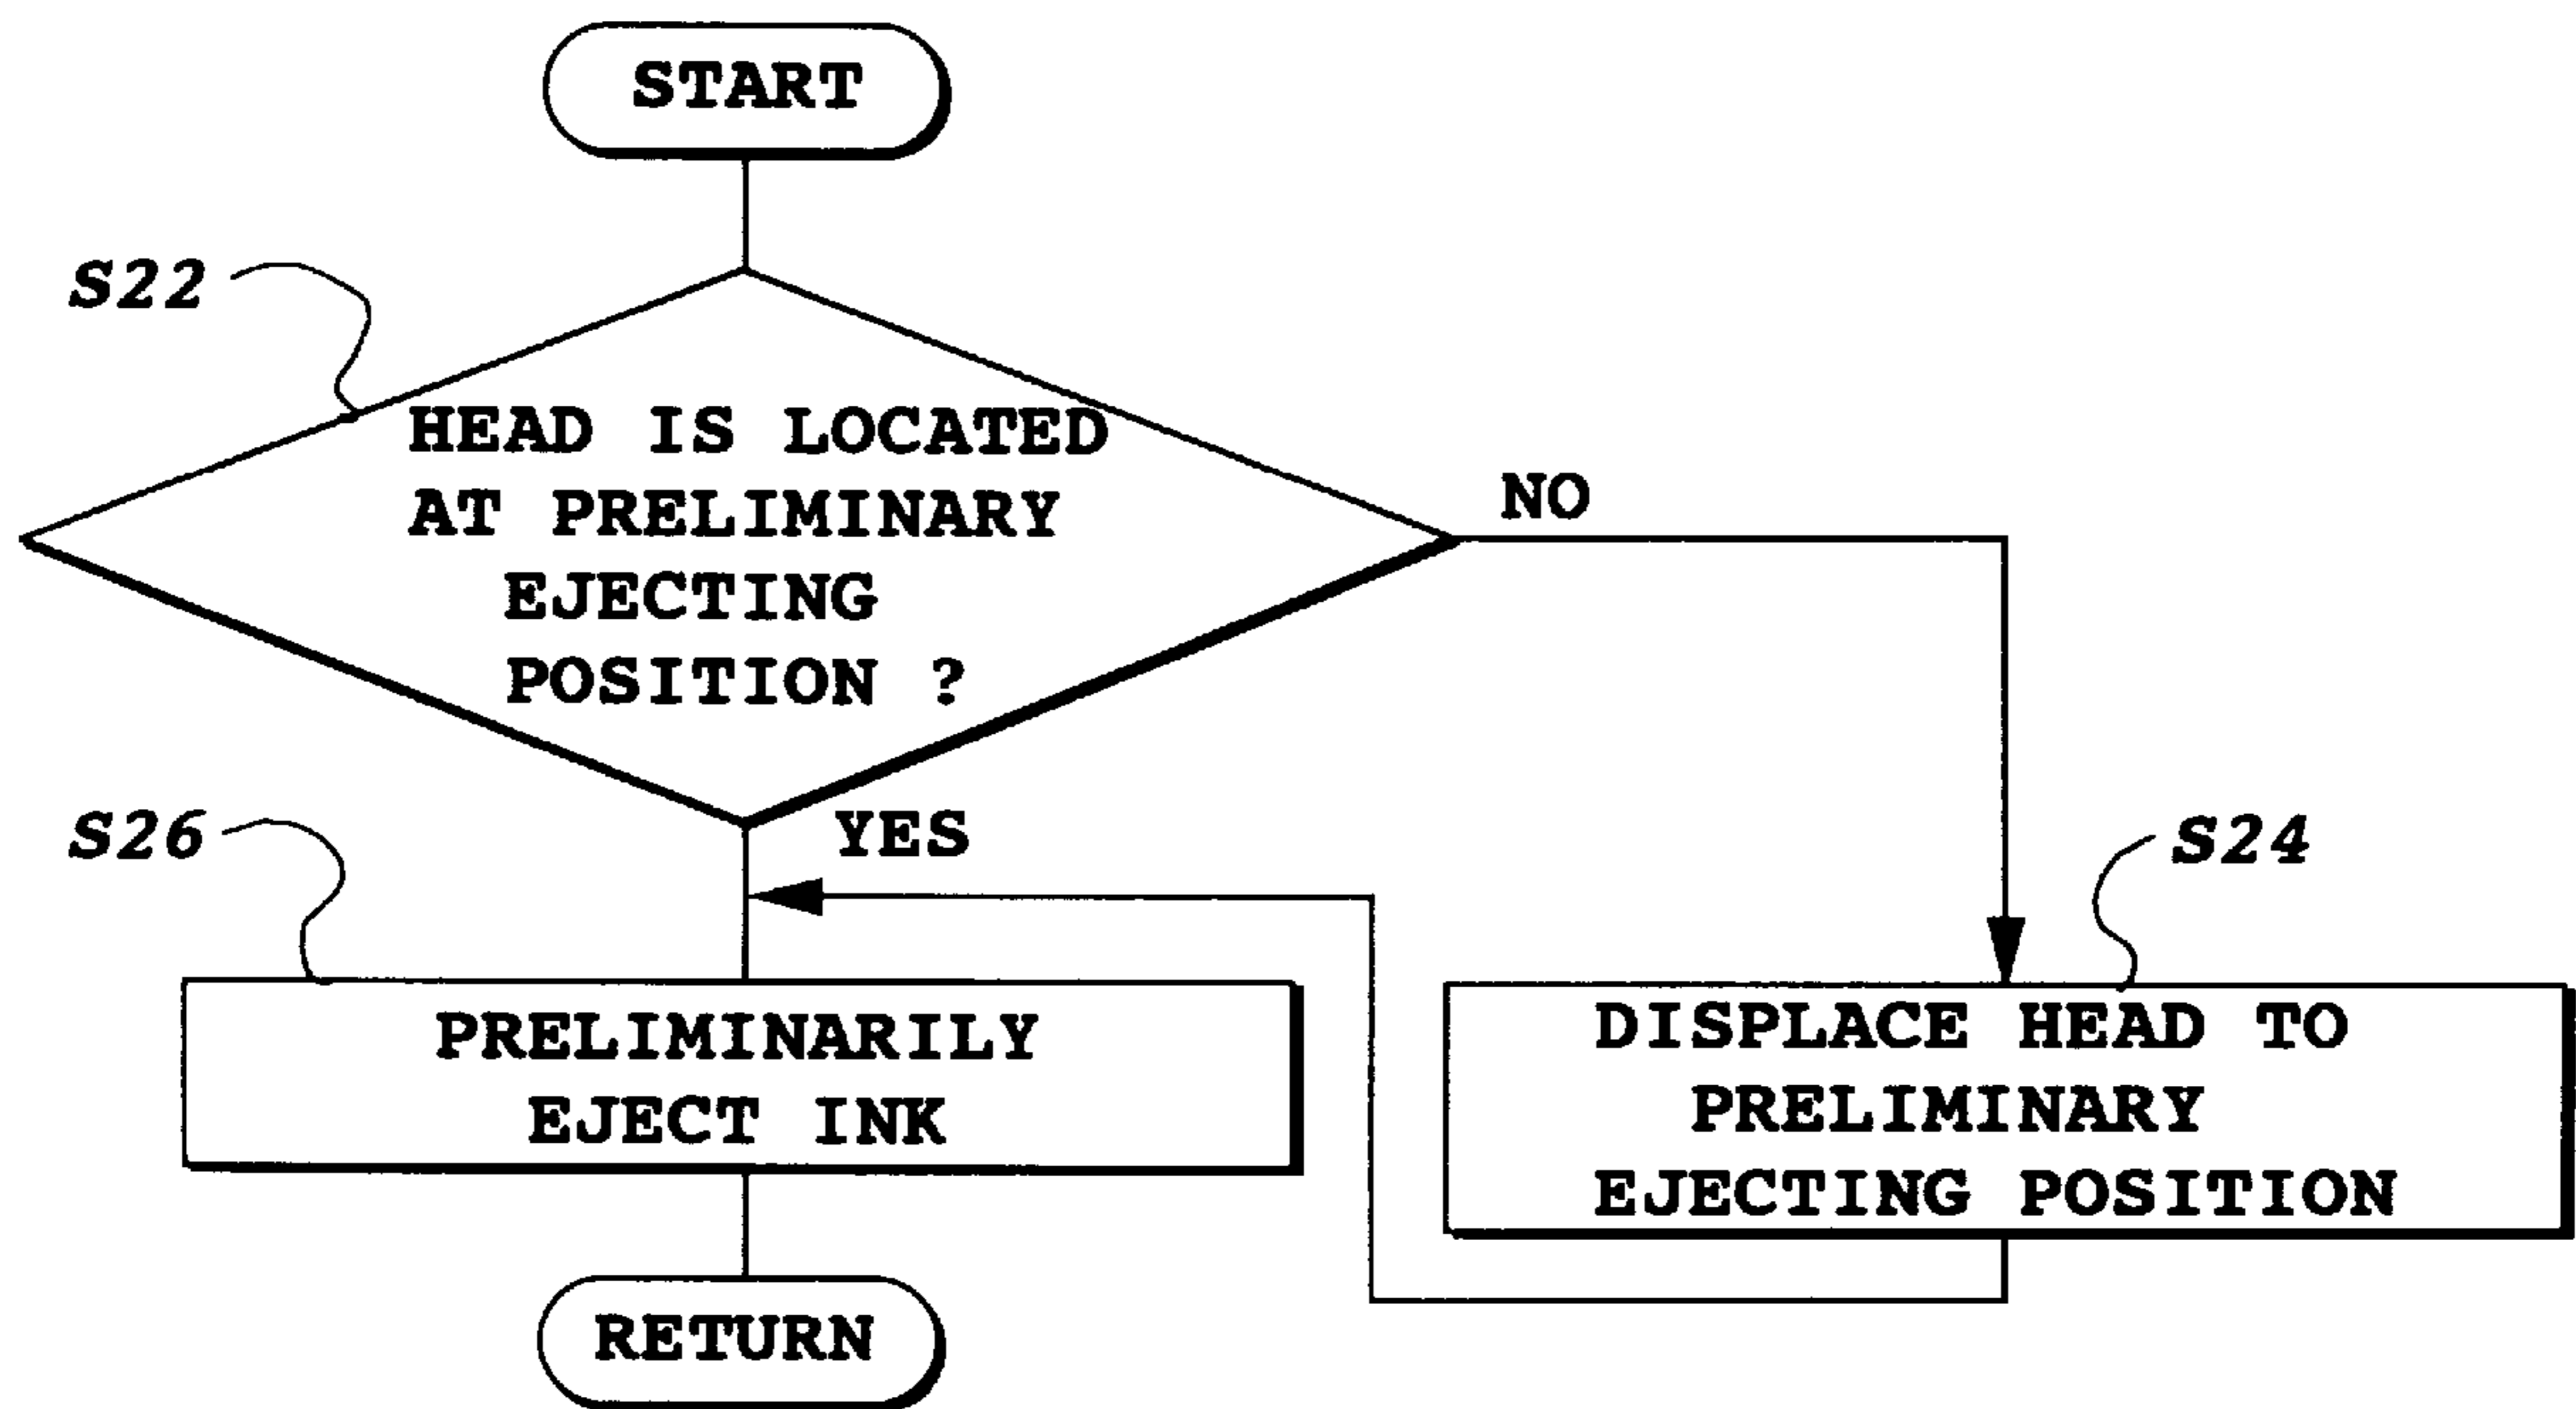 START
S22
HEAD IS LOCATED
AT PRELIMINARY
EJECTING
POSITION ?
NO
YES
S26
S24
PRELIMINARILY
EJECT INK
DISPLACE HEAD TO
PRELIMINARY
EJECTING POSITION
RETURN